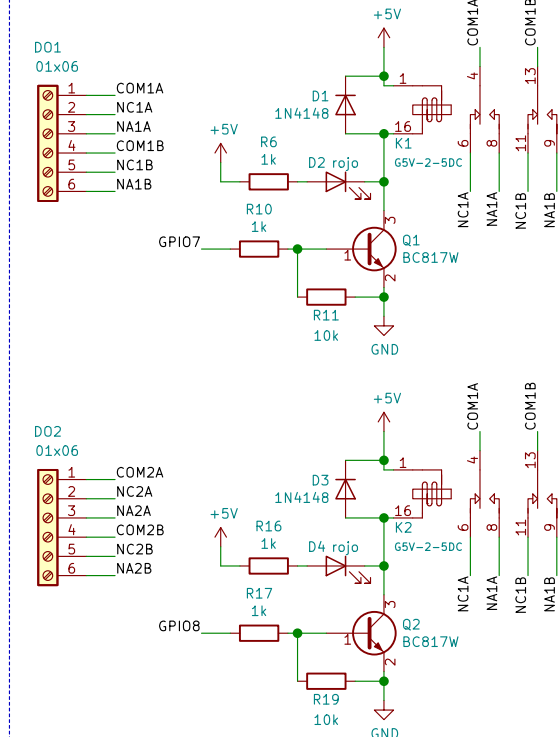 DO1
01x06
1 COM1A
2 NC1A
3 NA1A
4 COM1B
5 NC1B
6 NA1B
+5V
1
D1
1N4148
16
K1
G5V-2-5DC
+5V
R6
1k
D2 rojo
3
R10
1k
GPIO7
1
Q1
BC817W
2
R11
10k
GND
COM1A
4
6
8
NC1A
NA1A
COM1B
13
11
9
NC1B
NA1B
DO2
01x06
1 COM2A
2 NC2A
3 NA2A
4 COM2B
5 NC2B
6 NA2B
+5V
1
D3
1N4148
16
K2
G5V-2-5DC
+5V
R16
1k
D4 rojo
3
R17
1k
GPIO8
1
Q2
BC817W
2
R19
10k
GND
COM1A
4
6
8
NC1A
NA1A
COM1B
13
11
9
NC1B
NA1B